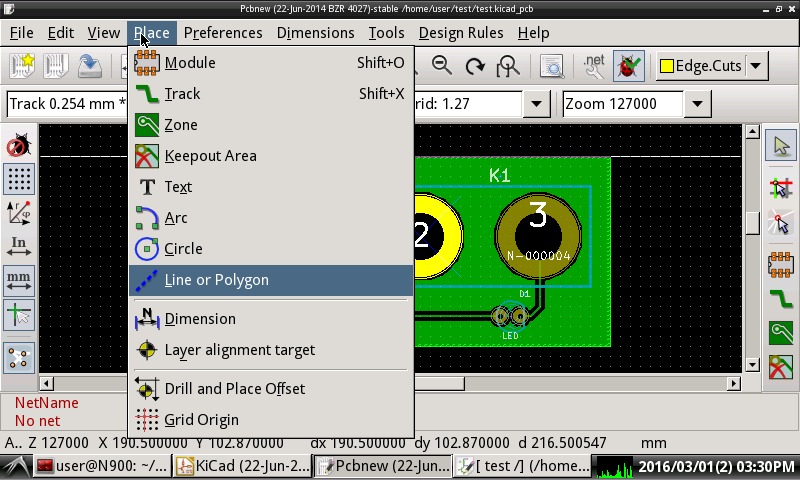 Pcbnew (22-Jun-2014 BZR 4027)-stable /home/user/test/test.kicad_pcb
File Edit View Place Preferences Dimensions Tools Design Rules Help
Module Shift+O
.net
Edge.Cuts
Track 0.254 mm *
Track Shift+X
rid: 1.27
Zoom 127000
Zone
Keepout Area
Text
Arc
Circle
Line or Polygon
Dimension
Layer alignment target
Drill and Place Offset
Grid Origin
In
mm
K1
2
3
N-000004
D1
LED
NetName
No net
A.. Z 127000 X 190.500000 Y 102.870000 dx 190.500000 dy 102.870000 d 216.500547 mm
user@N900: ~/... KiCad (22-Jun-2... Pcbnew (22-Jun... [ test /] (/home... 2016/03/01(2) 03:30PM